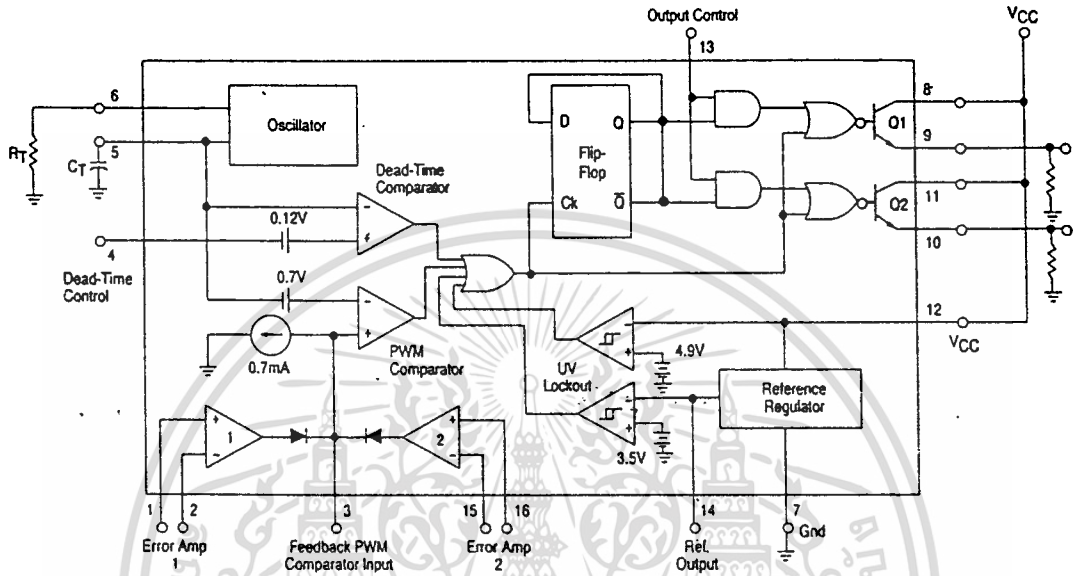 Output Control
VCC
13
6
Oscillator
RT
5
CT
D
Q
Flip-
Flop
Ck
Q̅
8
Q1
9
11
Q2
10
Dead-Time
Comparator
-
+
0.12V
4
Dead-Time
Control
0.7V
-
+
PWM
Comparator
0.7mA
UV
Lockout
-
+
4.9V
-
+
3.5V
12
VCC
Reference
Regulator
+
1
-
+
2
-
1
2
3
15
16
14
7
Gnd
Error Amp
1
Feedback PWM
Comparator Input
Error Amp
2
Ref.
Output